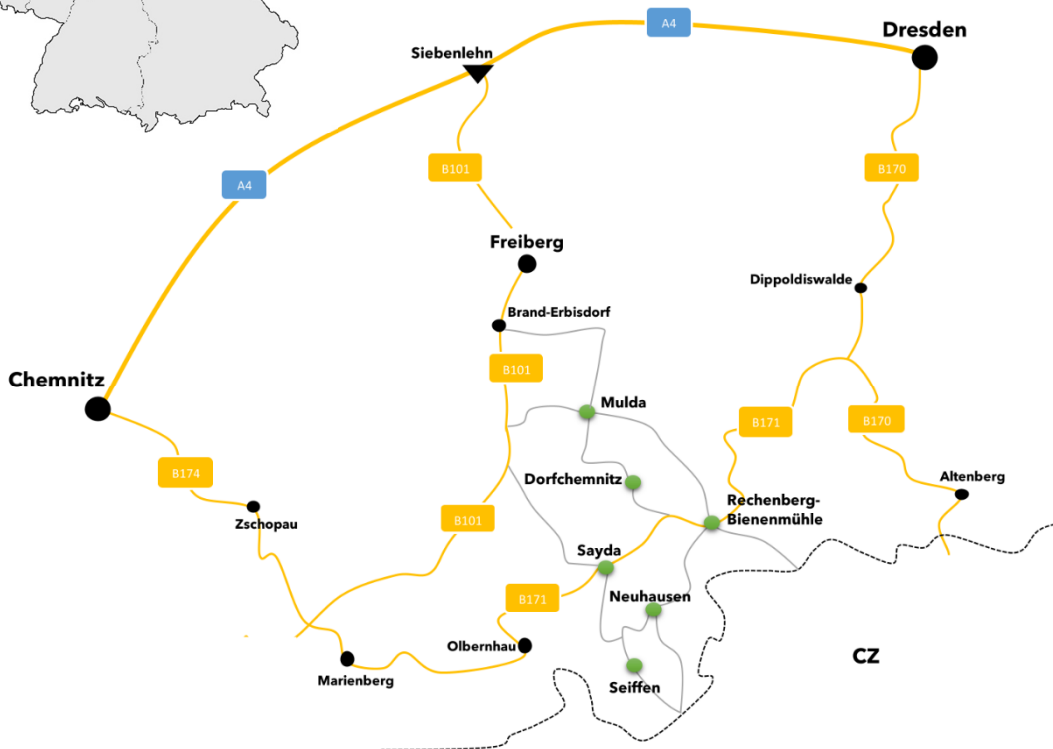 A4
Dresden
Siebenlehn
B101
B170
A4
Freiberg
Dippoldiswalde
Brand-Erbisdorf
B101
Chemnitz
Mulda
B171
B170
B174
Dorfchemnitz
Altenberg
Rechenberg-
Bienenmühle
Zschopau
B101
Sayda
B171
Neuhausen
Olbernhau
CZ
Marienberg
Seiffen